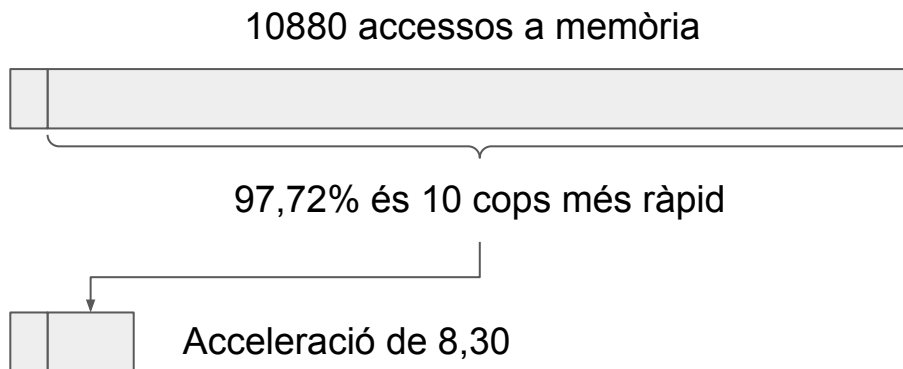 10880 accessos a memòria
97,72% és 10 cops més ràpid
Acceleració de 8,30